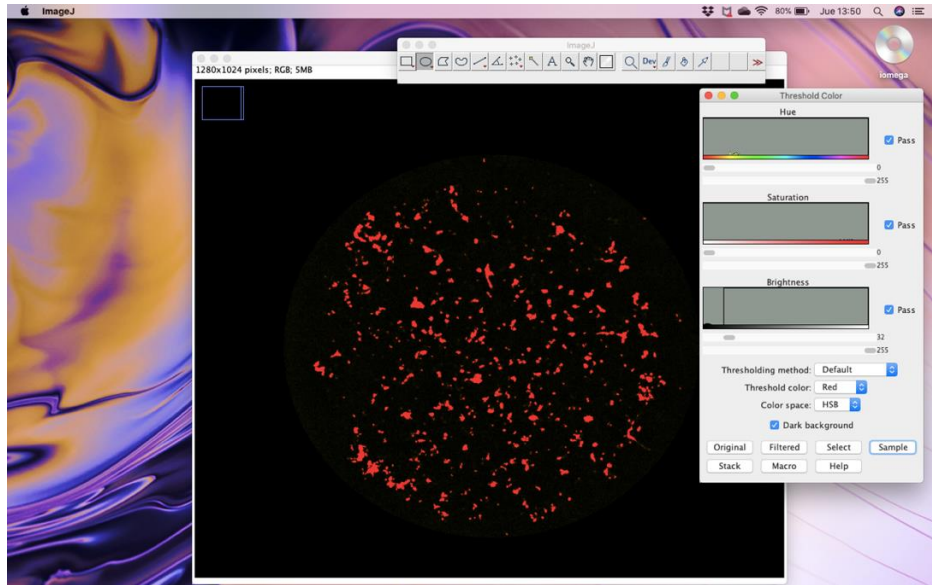 ImageJ
80%
Jue 13:50
ImageJ
1280x1024 pixels; RGB; 5MB
A
Dev
iomega
Threshold Color
Hue
Pass
0
255
Saturation
Pass
0
255
Brightness
Pass
32
255
Thresholding method: Default
Threshold color: Red
Color space: HSB
Dark background
Original Filtered Select Sample
Stack Macro Help